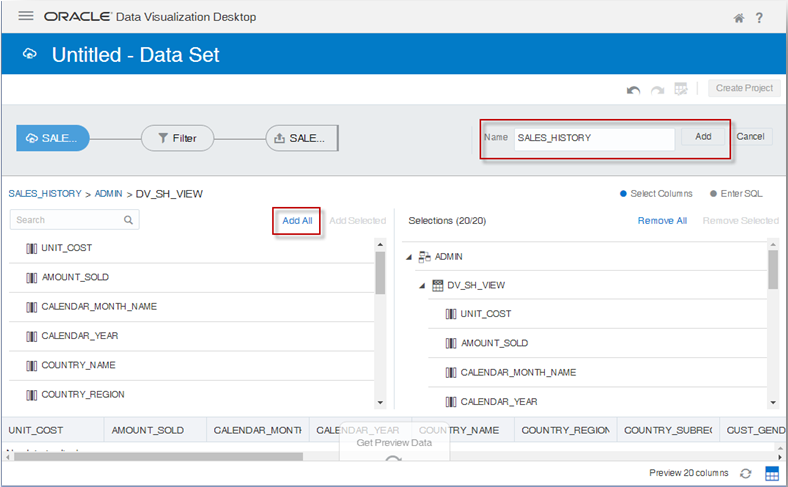 ORACLE Data Visualization Desktop
?
Untitled - Data Set
Create Project
SALE...
Filter
SALE...
Name
SALES_HISTORY
Add
Cancel
SALES_HISTORY > ADMIN > DV_SH_VIEW
Select Columns
Enter SQL
Search
Add All
Add Selected
Selections (20/20)
Remove All
Remove Selected
UNIT_COST
AMOUNT_SOLD
CALENDAR_MONTH_NAME
CALENDAR_YEAR
COUNTRY_NAME
COUNTRY_REGION
ADMIN
DV_SH_VIEW
UNIT_COST
AMOUNT_SOLD
CALENDAR_MONTH_NAME
CALENDAR_YEAR
UNIT_COST
AMOUNT_SOLD
CALENDAR_MONTH
CALENDAR_YEAR
COUNTRY_NAME
COUNTRY_REGION
COUNTRY_SUBREG
CUST_GEND
Get Preview Data
Preview 20 columns